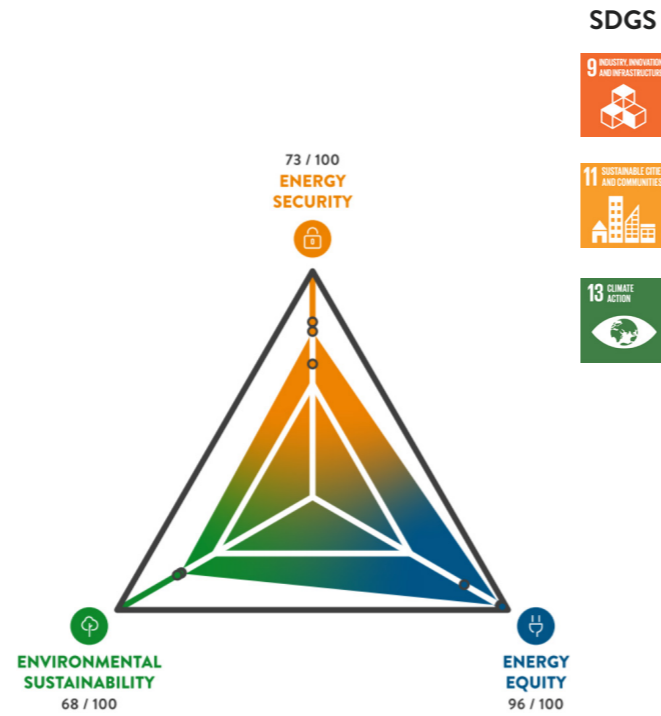 SDGS
9 INDUSTRY, INNOVATION
AND INFRASTRUCTURE
11 SUSTAINABLE CITIE
AND COMMUNITIES
13 CLIMATE
ACTION
73 / 100
ENERGY
SECURITY
ENVIRONMENTAL
SUSTAINABILITY
68 / 100
ENERGY
EQUITY
96 / 100